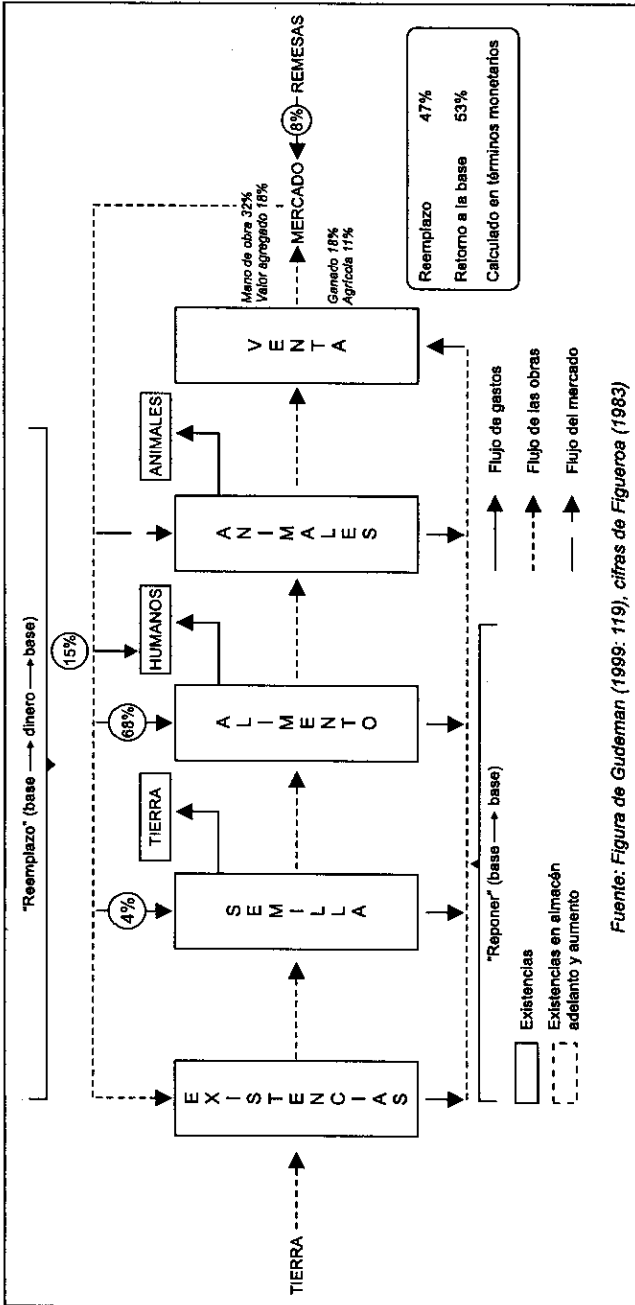 "Reemplazo" (base → dinero → base)
15%
4%
68%
TIERRA
HUMANOS
ANIMALES
TIERRA
EXISTENCIAS
SEMILLA
ALIMENTO
ANIMALES
VENTA
Mano de obra 32%
Valor agregado 18%
MERCADO
8%
REMESAS
Ganado 18%
Agrícola 11%
"Reponer" (base → base)
Existencias
Existencias en almacén
adelanto y aumento
Flujo de gastos
Flujo de las obras
Flujo del mercado
Reemplazo 47%
Retorno a la base 53%
Calculado en términos monetarios
Fuente: Figura de Gudeman (1999: 119), cifras de Figueroa (1983)